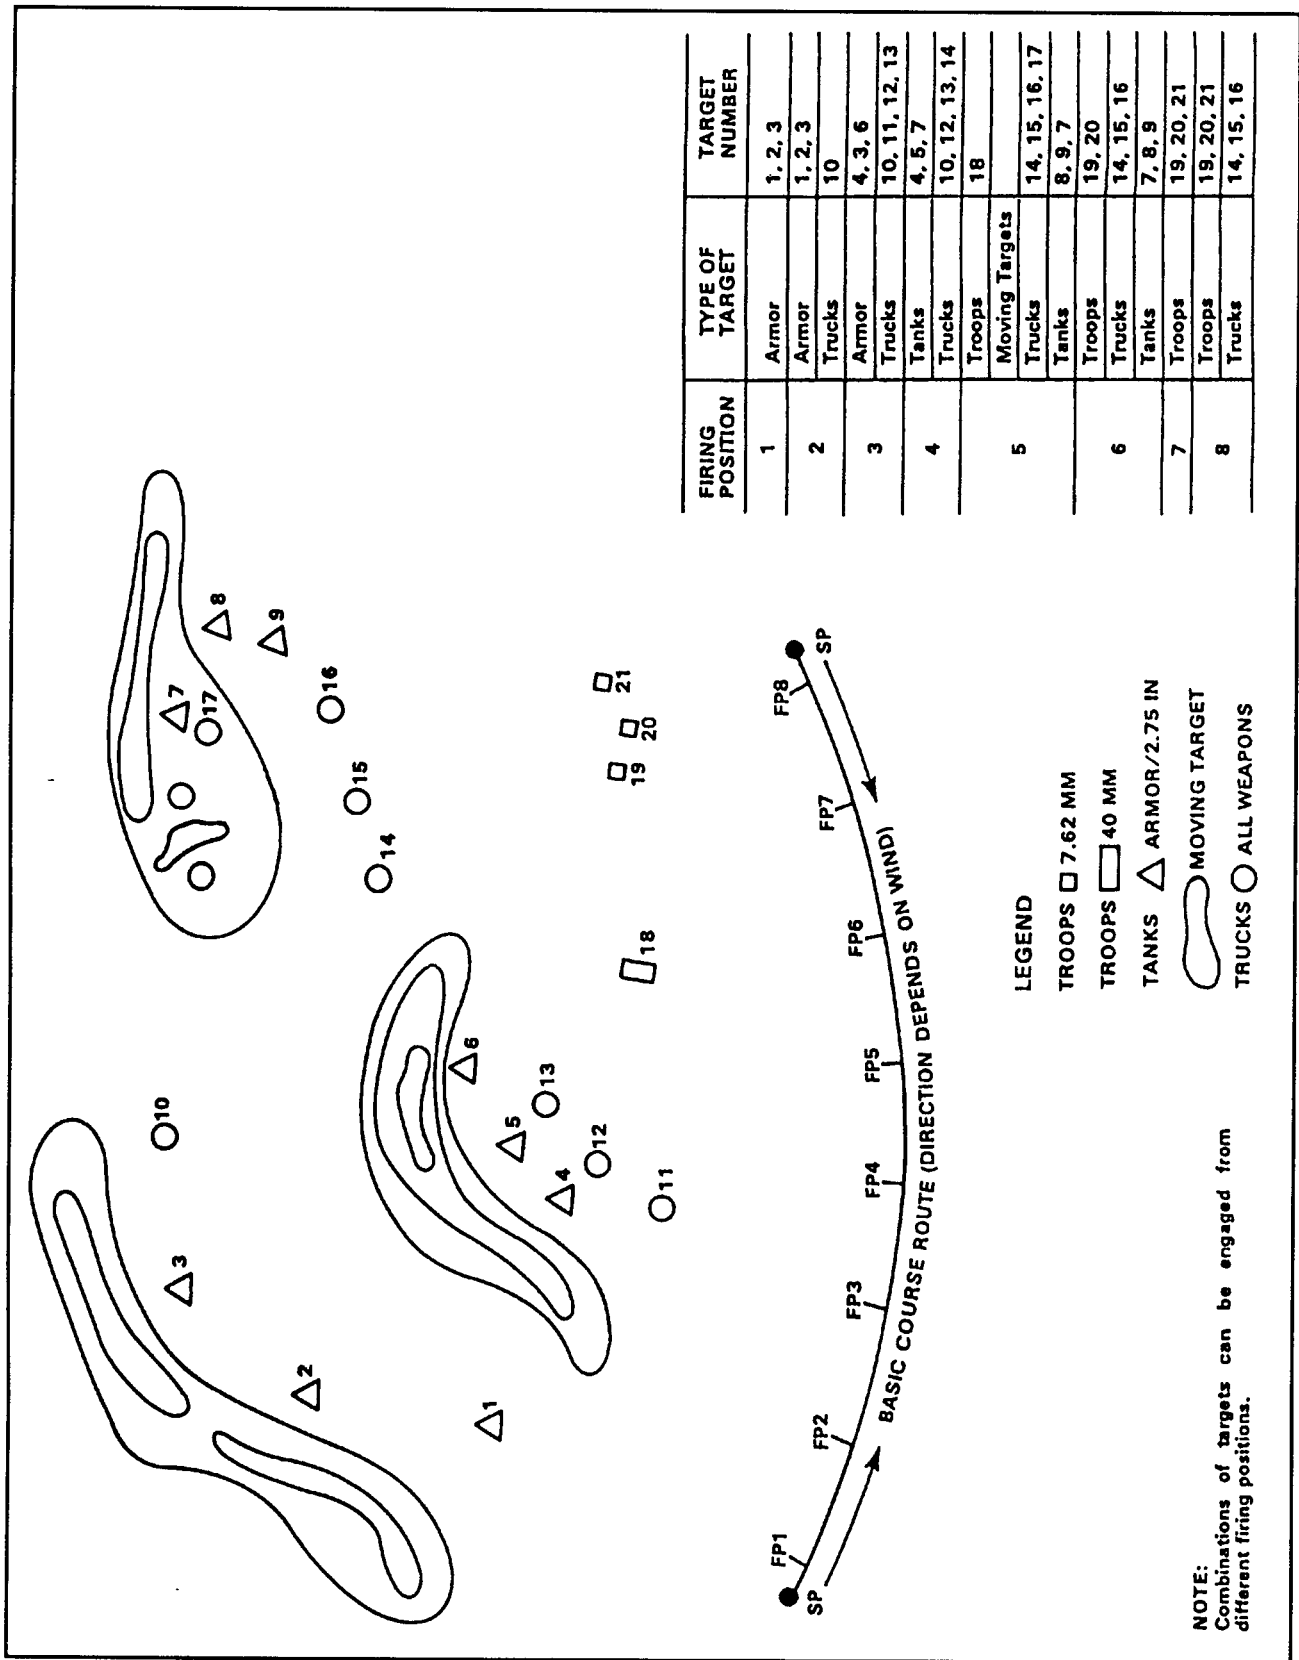 10
3
2
1
7
17
8
9
16
15
14
6
5
13
4
12
11
18
19
20
21
SP
FP1
FP2
FP3
FP4
FP5
FP6
FP7
FP8
SP
BASIC COURSE ROUTE (DIRECTION DEPENDS ON WIND)
FIRING POSITION TYPE OF TARGET TARGET NUMBER
1 Armor 1, 2, 3
2 Armor 1, 2, 3
Trucks 10
3 Armor 4, 3, 6
Trucks 10, 11, 12, 13
4 Tanks 4, 5, 7
Trucks 10, 12, 13, 14
5 Troops 18
Moving Targets
Trucks 14, 15, 16, 17
Tanks 8, 9, 7
6 Troops 19, 20
Trucks 14, 15, 16
Tanks 7, 8, 9
7 Troops 19, 20, 21
8 Troops 19, 20, 21
Trucks 14, 15, 16
LEGEND
TROOPS 7.62 MM
TROOPS 40 MM
TANKS ARMOR/2.75 IN
MOVING TARGET
TRUCKS ALL WEAPONS
NOTE:
Combinations of targets can be engaged from
different firing positions.